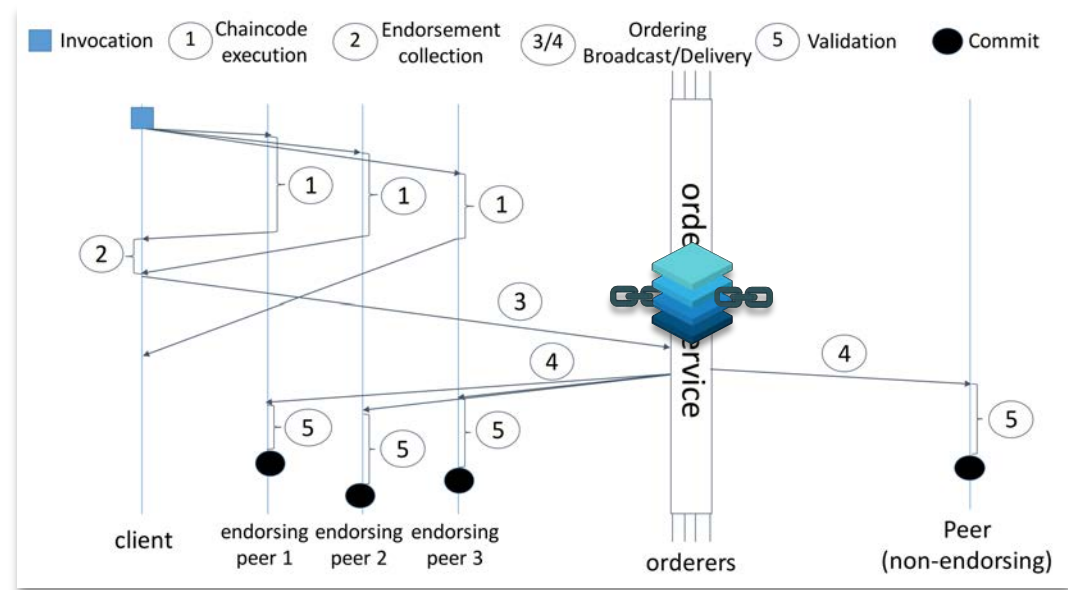 Invocation
1
Chaincode
execution
2
Endorsement
collection
3/4
Ordering
Broadcast/Delivery
5
Validation
Commit
1
1
1
2
3
4
4
5
5
5
5
client
endorsing
peer 1
endorsing
peer 2
endorsing
peer 3
orderers
Peer
(non-endorsing)